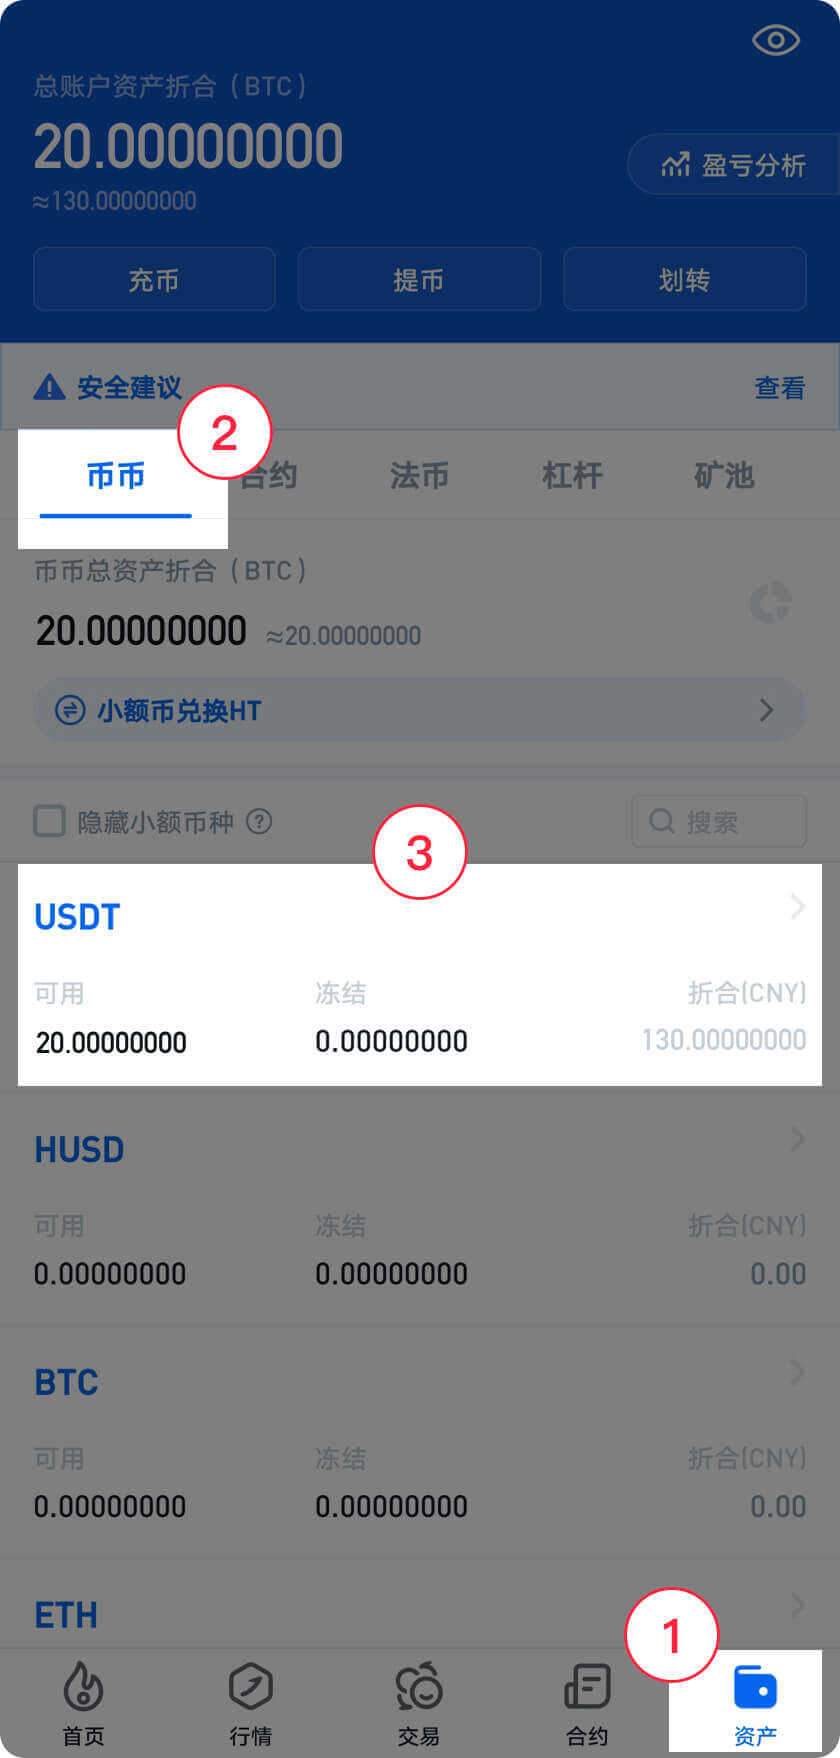 总账户资产折合（BTC）
20.00000000
≈130.00000000
盈亏分析
充币 提币 划转
安全建议 查看
2
币币 合约 法币 杠杆 矿池
币币总资产折合（BTC）
20.00000000 ≈20.00000000
小额币兑换HT
隐藏小额币种 ? 搜索
3
USDT
可用 冻结 折合(CNY)
20.00000000 0.00000000 130.00000000
HUSD
可用 冻结 折合(CNY)
0.00000000 0.00000000 0.00
BTC
可用 冻结 折合(CNY)
0.00000000 0.00000000 0.00
ETH
1
首页 行情 交易 合约 资产